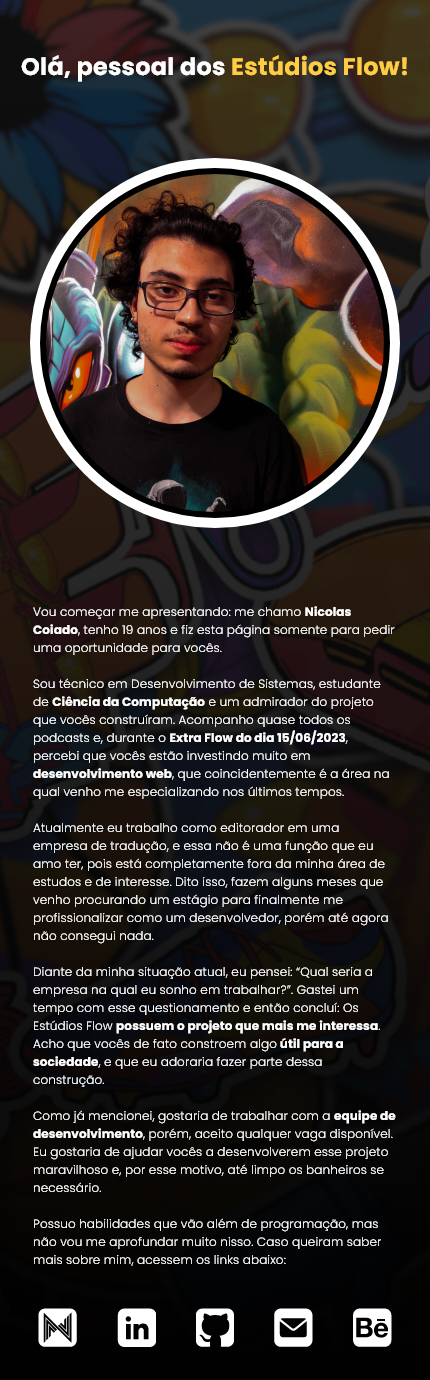 Olá, pessoal dos Estúdios Flow!
Vou começar me apresentando: me chamo Nicolas
Coiado, tenho 19 anos e fiz esta página somente para pedir
uma oportunidade para vocês.
Sou técnico em Desenvolvimento de Sistemas, estudante
de Ciência da Computação e um admirador do projeto
que vocês construíram. Acompanho quase todos os
podcasts e, durante o Extra Flow do dia 15/06/2023,
percebi que vocês estão investindo muito em
desenvolvimento web, que coincidentemente é a área na
qual venho me especializando nos últimos tempos.
Atualmente eu trabalho como editorador em uma
empresa de tradução, e essa não é uma função que eu
amo ter, pois está completamente fora da minha área de
estudos e de interesse. Dito isso, fazem alguns meses que
venho procurando um estágio para finalmente me
profissionalizar como um desenvolvedor, porém até agora
não consegui nada.
Diante da minha situação atual, eu pensei: “Qual seria a
empresa na qual eu sonho em trabalhar?”. Gastei um
tempo com esse questionamento e então concluí: Os
Estúdios Flow possuem o projeto que mais me interessa.
Acho que vocês de fato constroem algo útil para a
sociedade, e que eu adoraria fazer parte dessa
construção.
Como já mencionei, gostaria de trabalhar com a equipe de
desenvolvimento, porém, aceito qualquer vaga disponível.
Eu gostaria de ajudar vocês a desenvolverem esse projeto
maravilhoso e, por esse motivo, até limpo os banheiros se
necessário.
Possuo habilidades que vão além de programação, mas
não vou me aprofundar muito nisso. Caso queiram saber
mais sobre mim, acessem os links abaixo:
in Bē